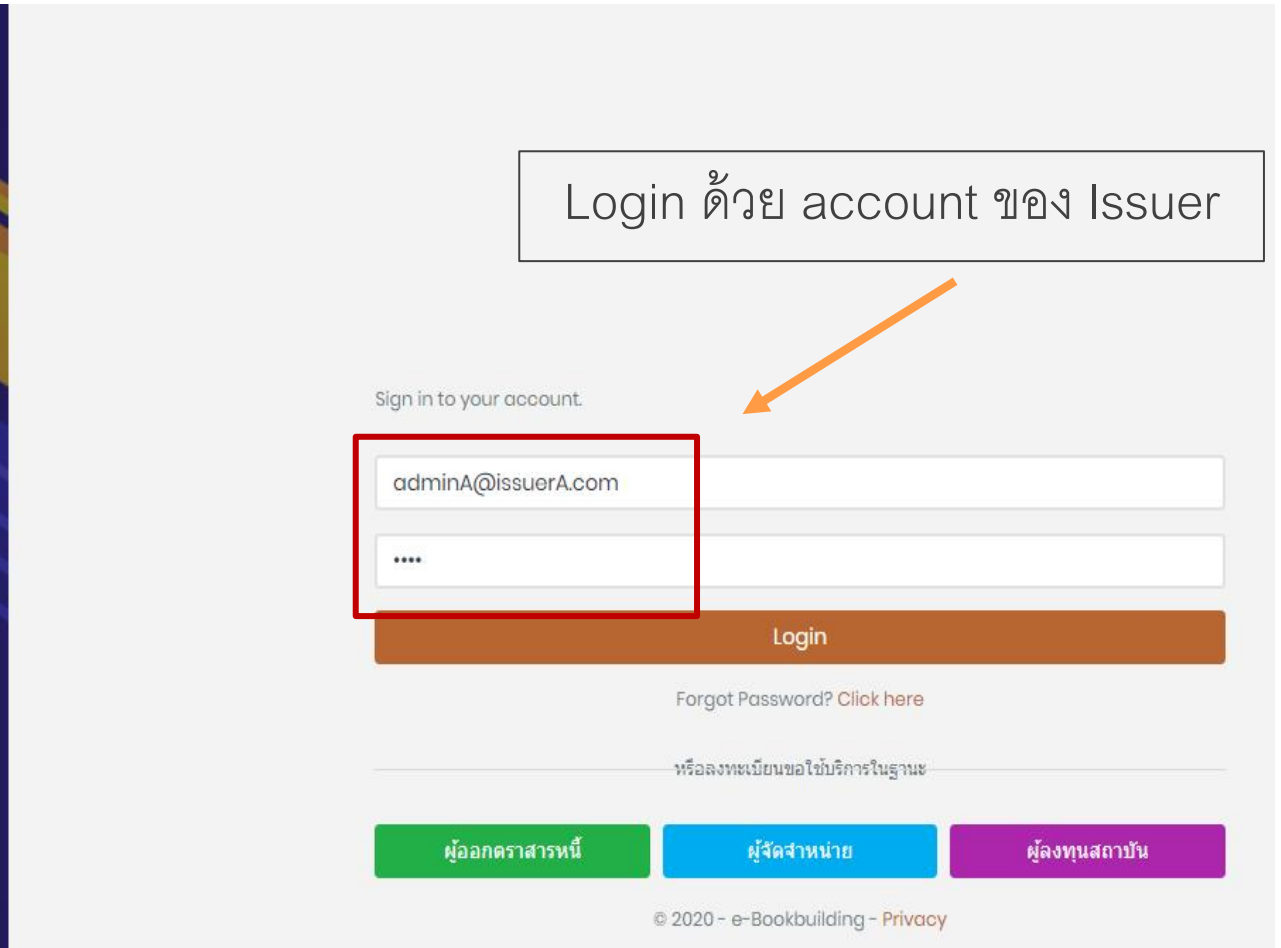 Login ด้วย account ของ Issuer
Sign in to your account.
adminA@issuerA.com
••••
Login
Forgot Password? Click here
หรือลงทะเบียนขอใช้บริการในฐานะ
ผู้ออกตราสารหนี้ ผู้จัดจำหน่าย ผู้ลงทุนสถาบัน
© 2020 - e-Bookbuilding - Privacy